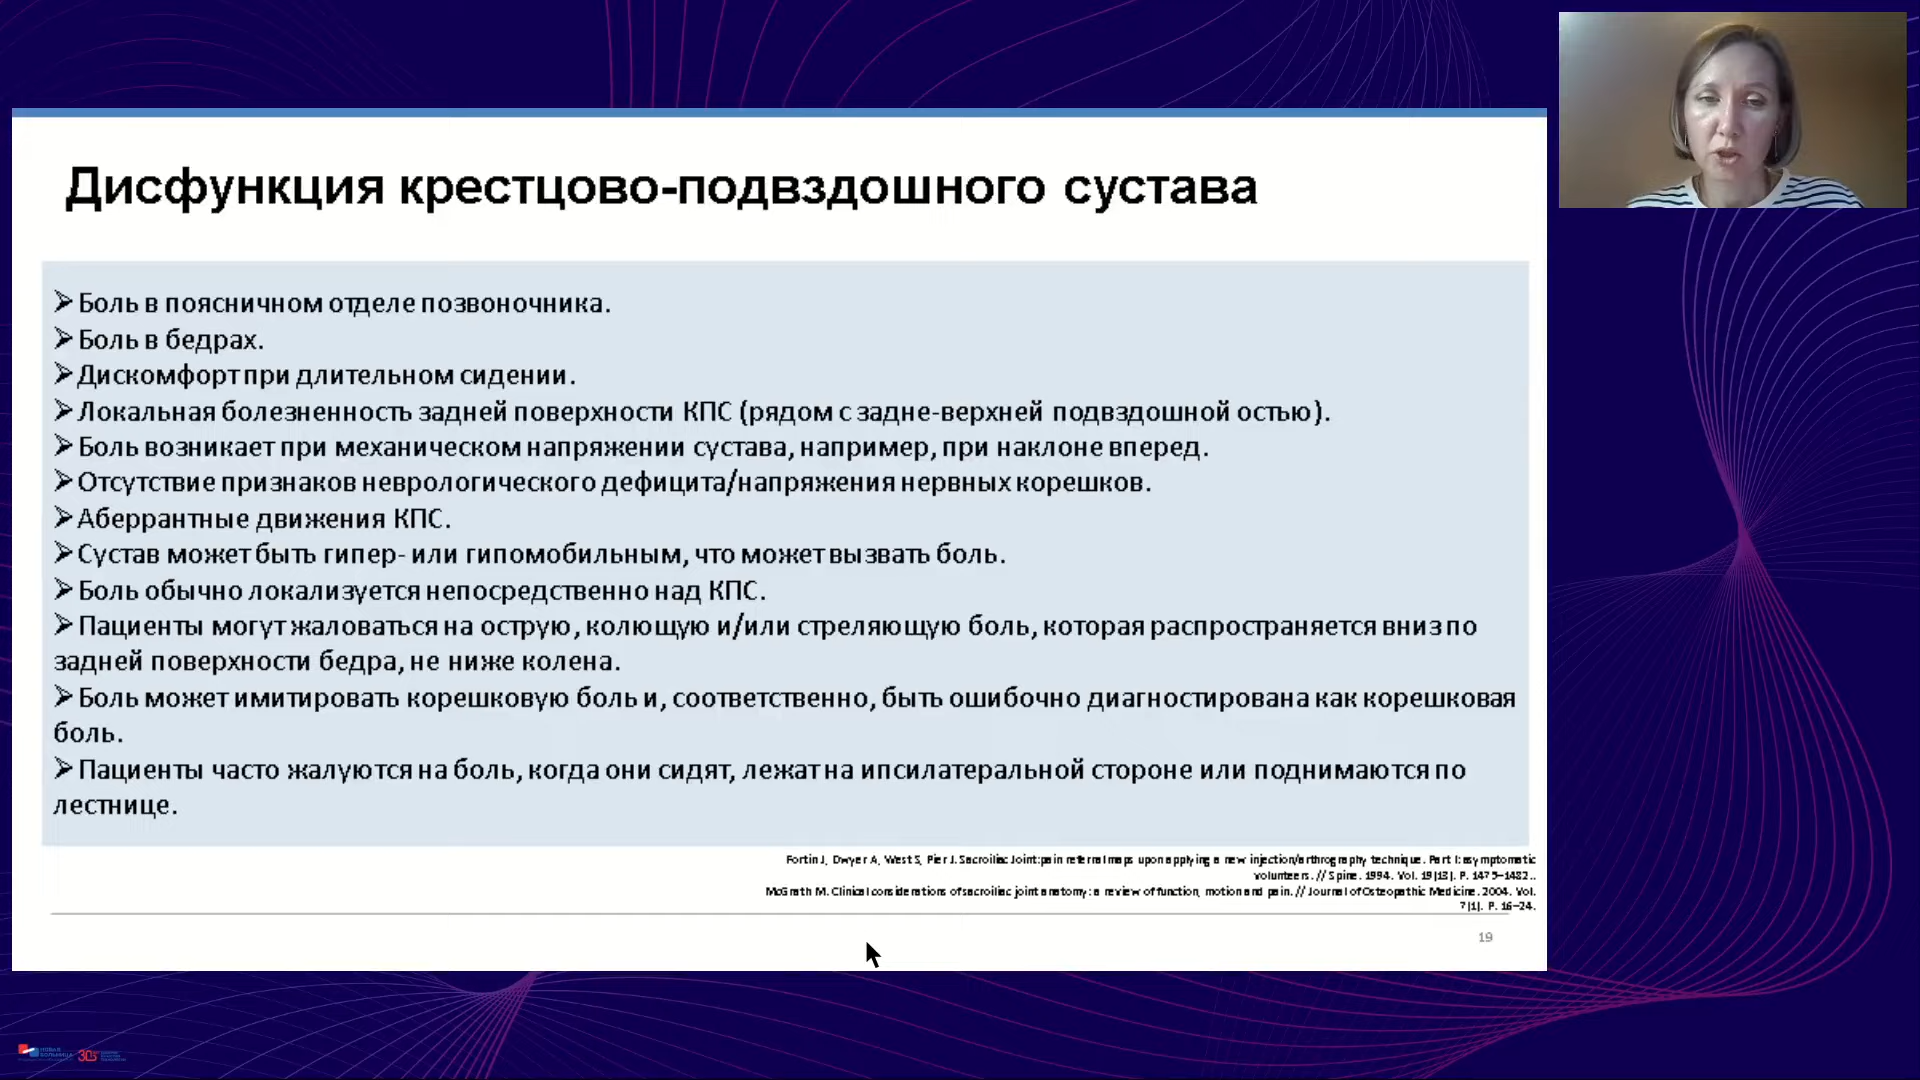 Дисфункция крестцово-подвздошного сустава
➢Боль в поясничном отделе позвоночника.
➢Боль в бедрах.
➢Дискомфорт при длительном сидении.
➢Локальная болезненность задней поверхности КПС (рядом с задне-верхней подвздошной остью).
➢Боль возникает при механическом напряжении сустава, например, при наклоне вперед.
➢Отсутствие признаков неврологического дефицита/напряжения нервных корешков.
➢Аберрантные движения КПС.
➢Сустав может быть гипер- или гипомобильным, что может вызвать боль.
➢Боль обычно локализуется непосредственно над КПС.
➢Пациенты могут жаловаться на острую, колющую и/или стреляющую боль, которая распространяется вниз по
задней поверхности бедра, не ниже колена.
➢Боль может имитировать корешковую боль и, соответственно, быть ошибочно диагностирована как корешковая
боль.
➢Пациенты часто жалуются на боль, когда они сидят, лежат на ипсилатеральной стороне или поднимаются по
лестнице.
Fortin J, Dwyer A, West S, Pier J. Sacroiliac Joint: pain referral maps upon applying a new injection/arthrography technique. Part I: asymptomatic
volunteers. // Spine. 1994. Vol. 19(13). P. 1475–1482..
McGrath M. Clinical considerations of sacroiliac joint anatomy: a review of function, motion and pain. // Journal of Osteopathic Medicine. 2004. Vol.
7(1). P. 16–24.
19
НОВАЯ
БОЛЬНИЦА